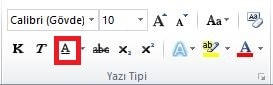 Calibri (Gövde) 10 Aa
K T A abc x₂ x² A ab A
Yazı Tipi